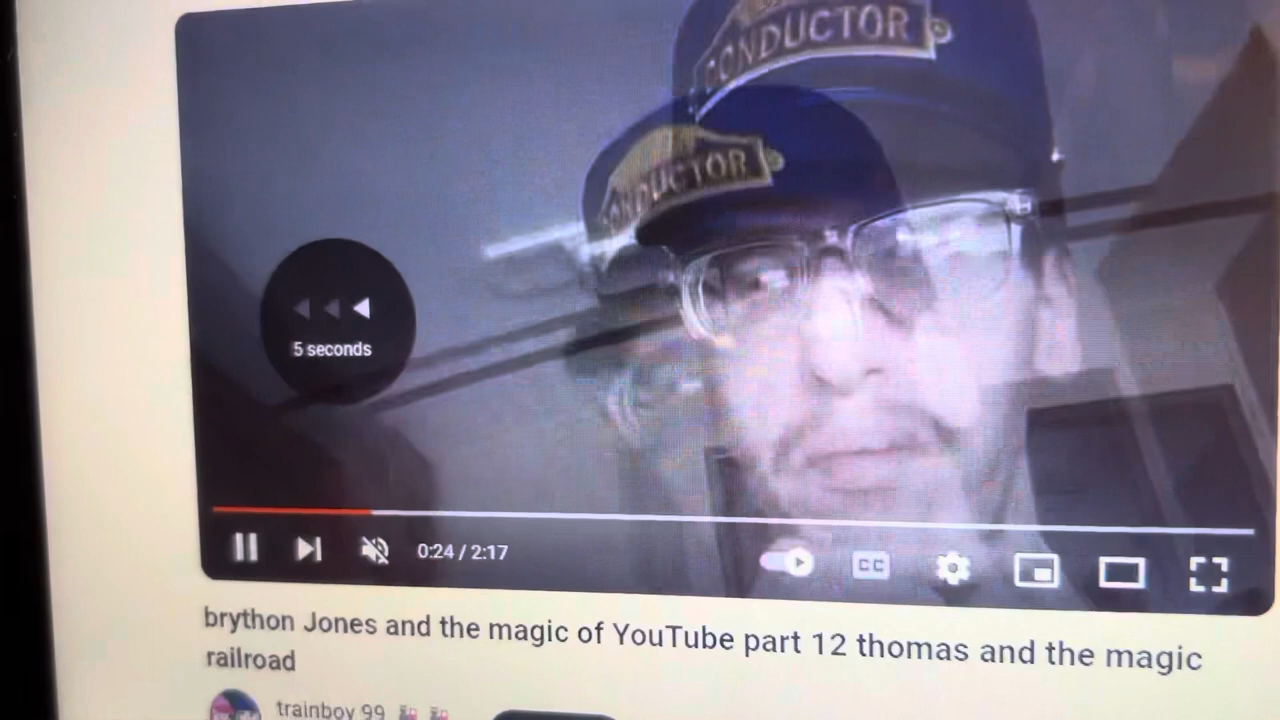 CONDUCTOR
CONDUCTOR
5 seconds
0:24 / 2:17
CC
brython Jones and the magic of YouTube part 12 thomas and the magic
railroad
trainboy 99